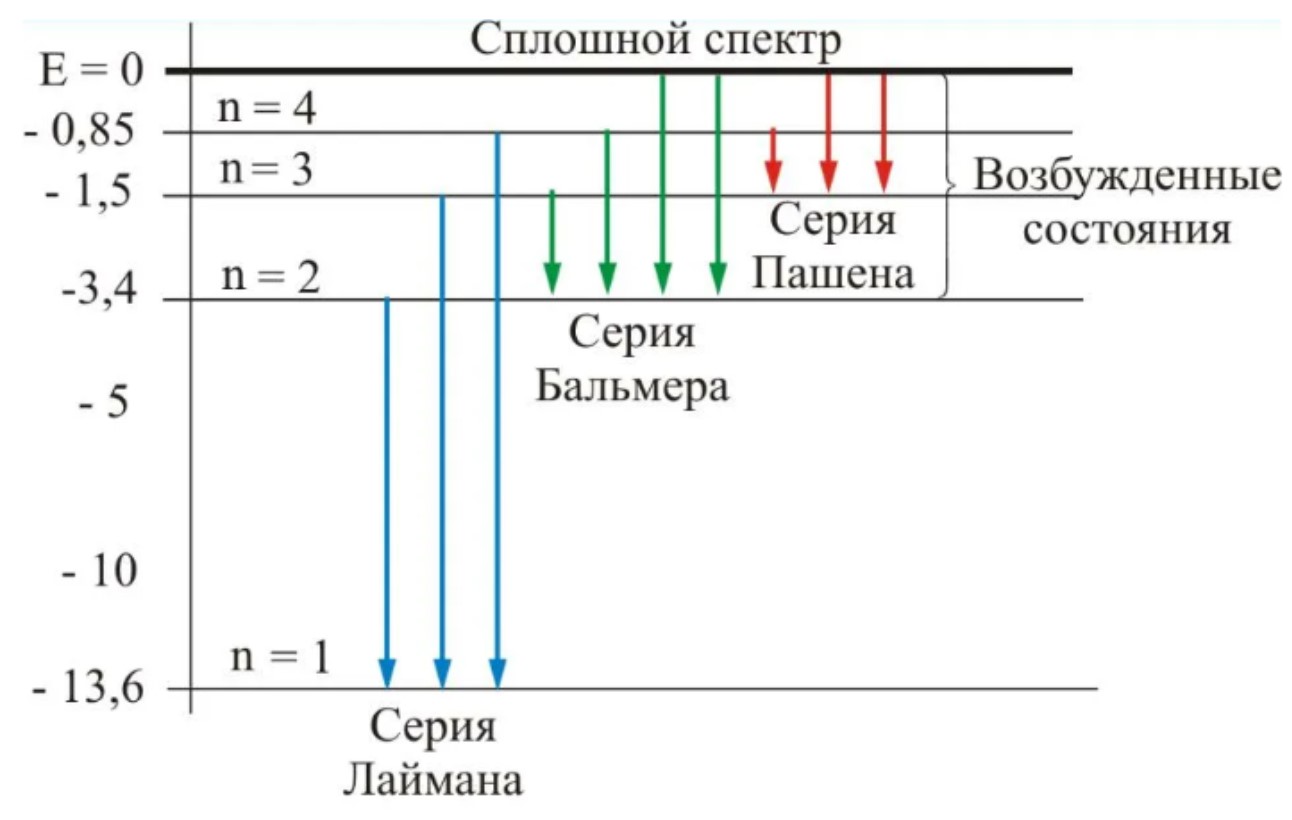 Сплошной спектр
E = 0
n = 4
- 0,85
n = 3
- 1,5
Возбужденные
состояния
Серия
Пашена
n = 2
-3,4
Серия
Бальмера
- 5
- 10
n = 1
- 13,6
Серия
Лаймана